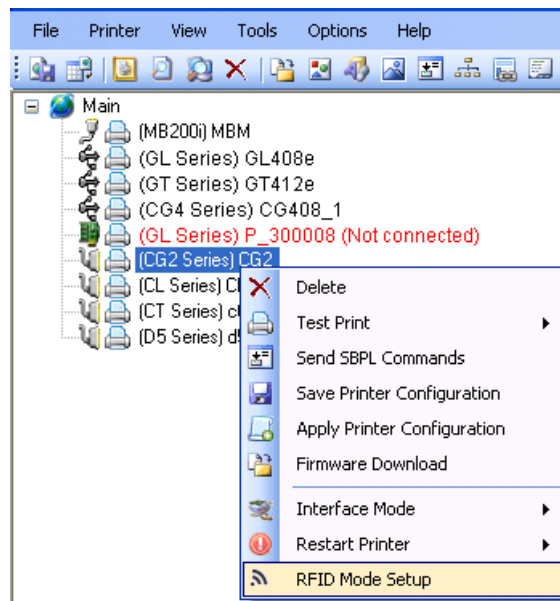 File Printer View Tools Options Help
Main
(MB200i) MBM
(GL Series) GL408e
(GT Series) GT412e
(CG4 Series) CG408_1
(GL Series) P_300008 (Not connected)
(CG2 Series) CG2
(CL Series)
(CT Series)
(D5 Series)
Delete
Test Print
Send SBPL Commands
Save Printer Configuration
Apply Printer Configuration
Firmware Download
Interface Mode
Restart Printer
RFID Mode Setup